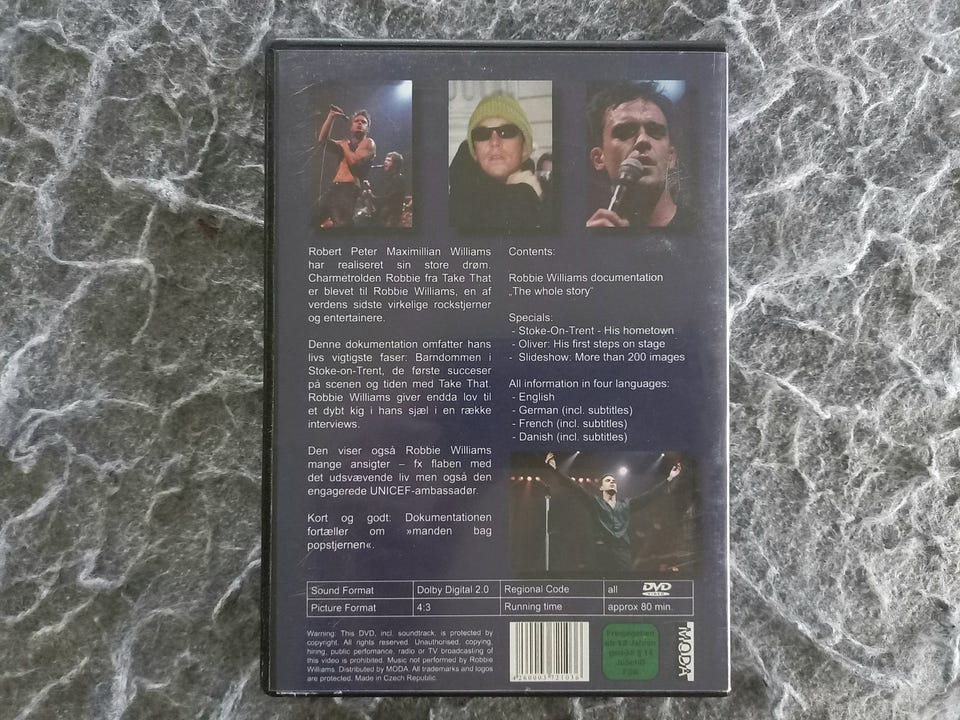 Robert Peter Maximillian Williams
har realiseret sin store drøm.
Charmetrolden Robbie fra Take That
er blevet til Robbie Williams, en af
verdens sidste virkelige rockstjerner
og entertainere.
Denne dokumentation omfatter hans
livs vigtigste faser: Barndommen i
Stoke-on-Trent, de første succeser
på scenen og tiden med Take That.
Robbie Williams giver endda lov til
et dybt kig i hans sjæl i en række
interviews.
Den viser også Robbie Williams
mange ansigter – fx flaben med
det udsvævende liv men også den
engagerede UNICEF-ambassadør.
Kort og godt: Dokumentationen
fortæller om »manden bag
popstjernen«.
Contents:
Robbie Williams documentation
„The whole story“
Specials:
- Stoke-On-Trent - His hometown
- Oliver: His first steps on stage
- Slideshow: More than 200 images
All information in four languages:
- English
- German (incl. subtitles)
- French (incl. subtitles)
- Danish (incl. subtitles)
Sound Format Dolby Digital 2.0 Regional Code all DVD VIDEO
Picture Format 4:3 Running time approx 80 min.
Warning: This DVD, incl. soundtrack, is protected by
copyright. All rights reserved. Unauthorised, copying,
hiring, public perfomance, radio or TV broadcasting of
this video is prohibited. Music not performed by Robbie
Williams. Distributed by MODA. All trademarks and logos
are protected. Made in Czech Republic.
Freigegeben
ab 12 Jahren
gemäß § 14
JuSchG
FSK
MODA